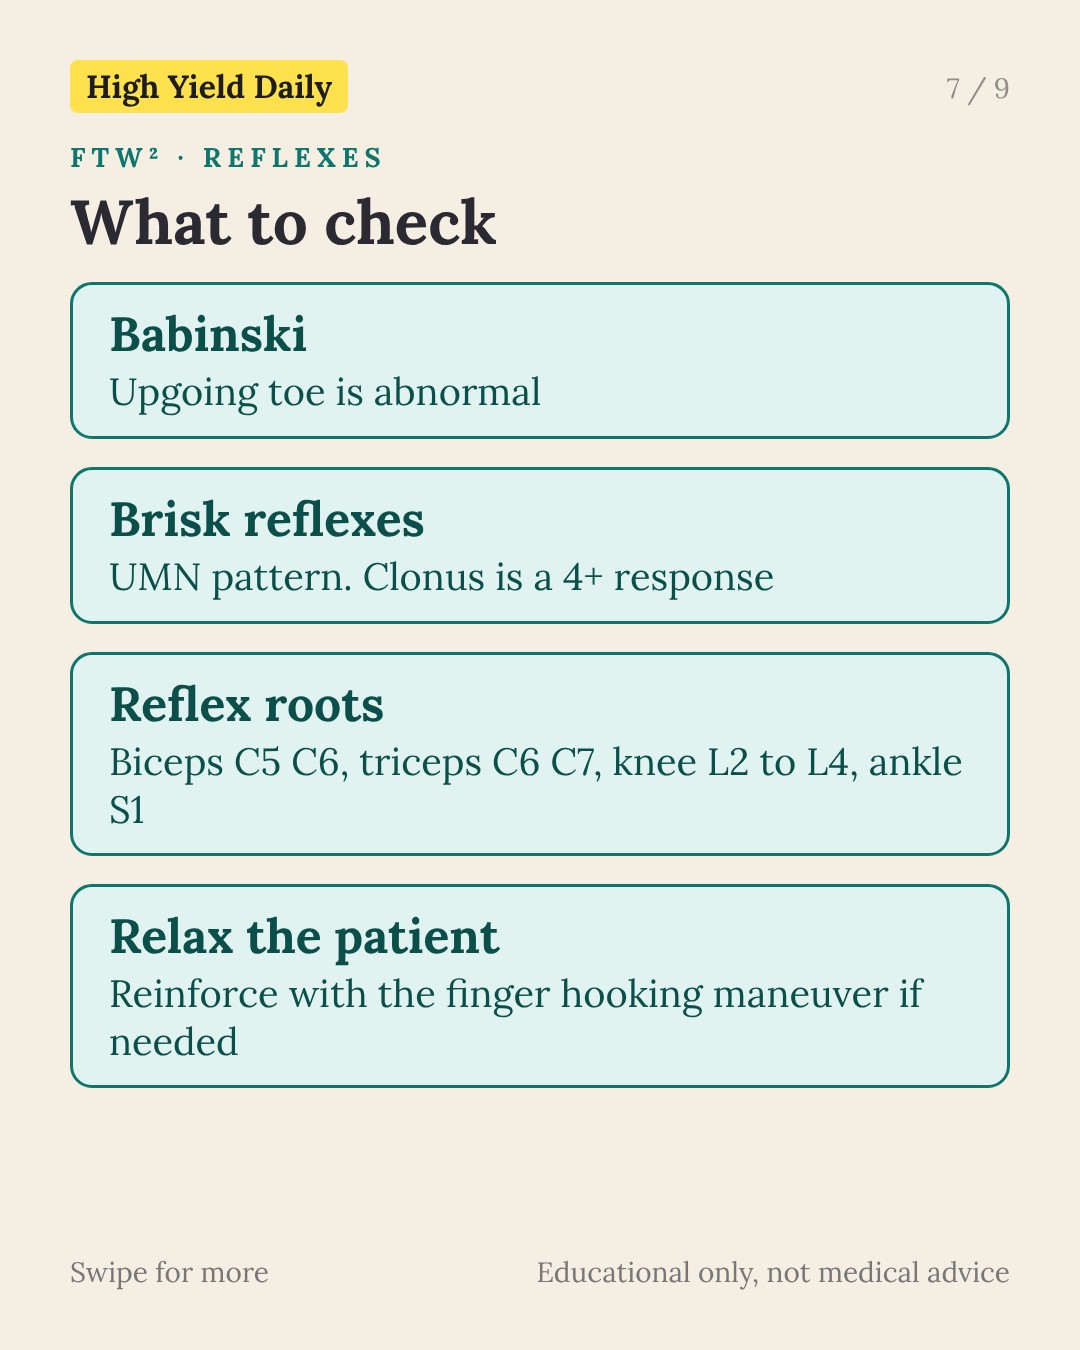 High Yield Daily
7 / 9
FTW² · REFLEXES
What to check
Babinski
Upgoing toe is abnormal
Brisk reflexes
UMN pattern. Clonus is a 4+ response
Reflex roots
Biceps C5 C6, triceps C6 C7, knee L2 to L4, ankle
S1
Relax the patient
Reinforce with the finger hooking maneuver if
needed
Swipe for more
Educational only, not medical advice